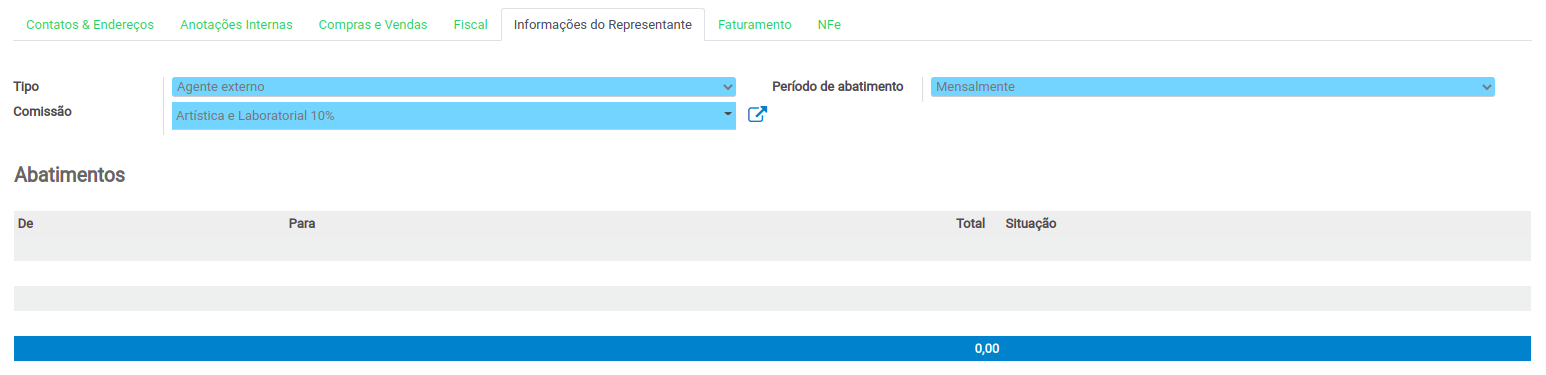 Contatos & Endereços Anotações Internas Compras e Vendas Fiscal Informações do Representante Faturamento NFe
Tipo Agente externo Período de abatimento Mensalmente
Comissão Artística e Laboratorial 10%
Abatimentos
De Para Total Situação
0,00